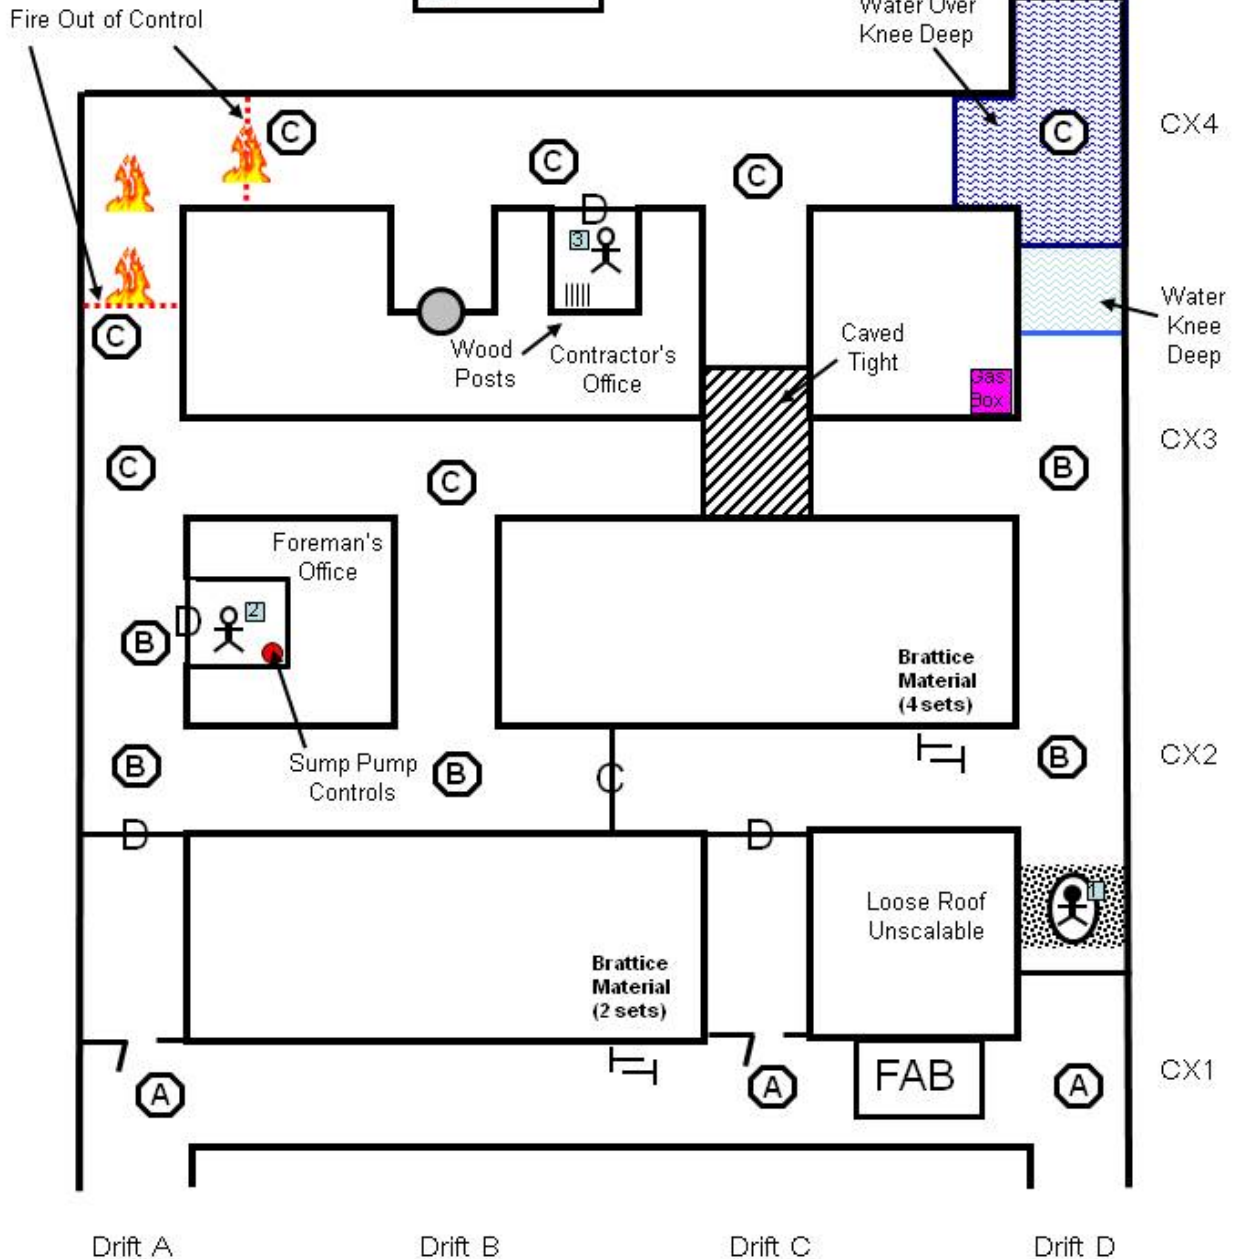 Fire Out of Control
Water Over
Knee Deep
C
C
C
C
CX4
D
3
C
Water
Knee
Deep
Caved
Tight
Wood
Posts
Contractor's
Office
Gas
Box
C
C
B
CX3
Foreman's
Office
2
D
B
Brattice
Material
(4 sets)
B
Sump Pump
Controls
B
C
B
CX2
D
D
1
Loose Roof
Unscalable
Brattice
Material
(2 sets)
A
A
FAB
A
CX1
Drift A
Drift B
Drift C
Drift D